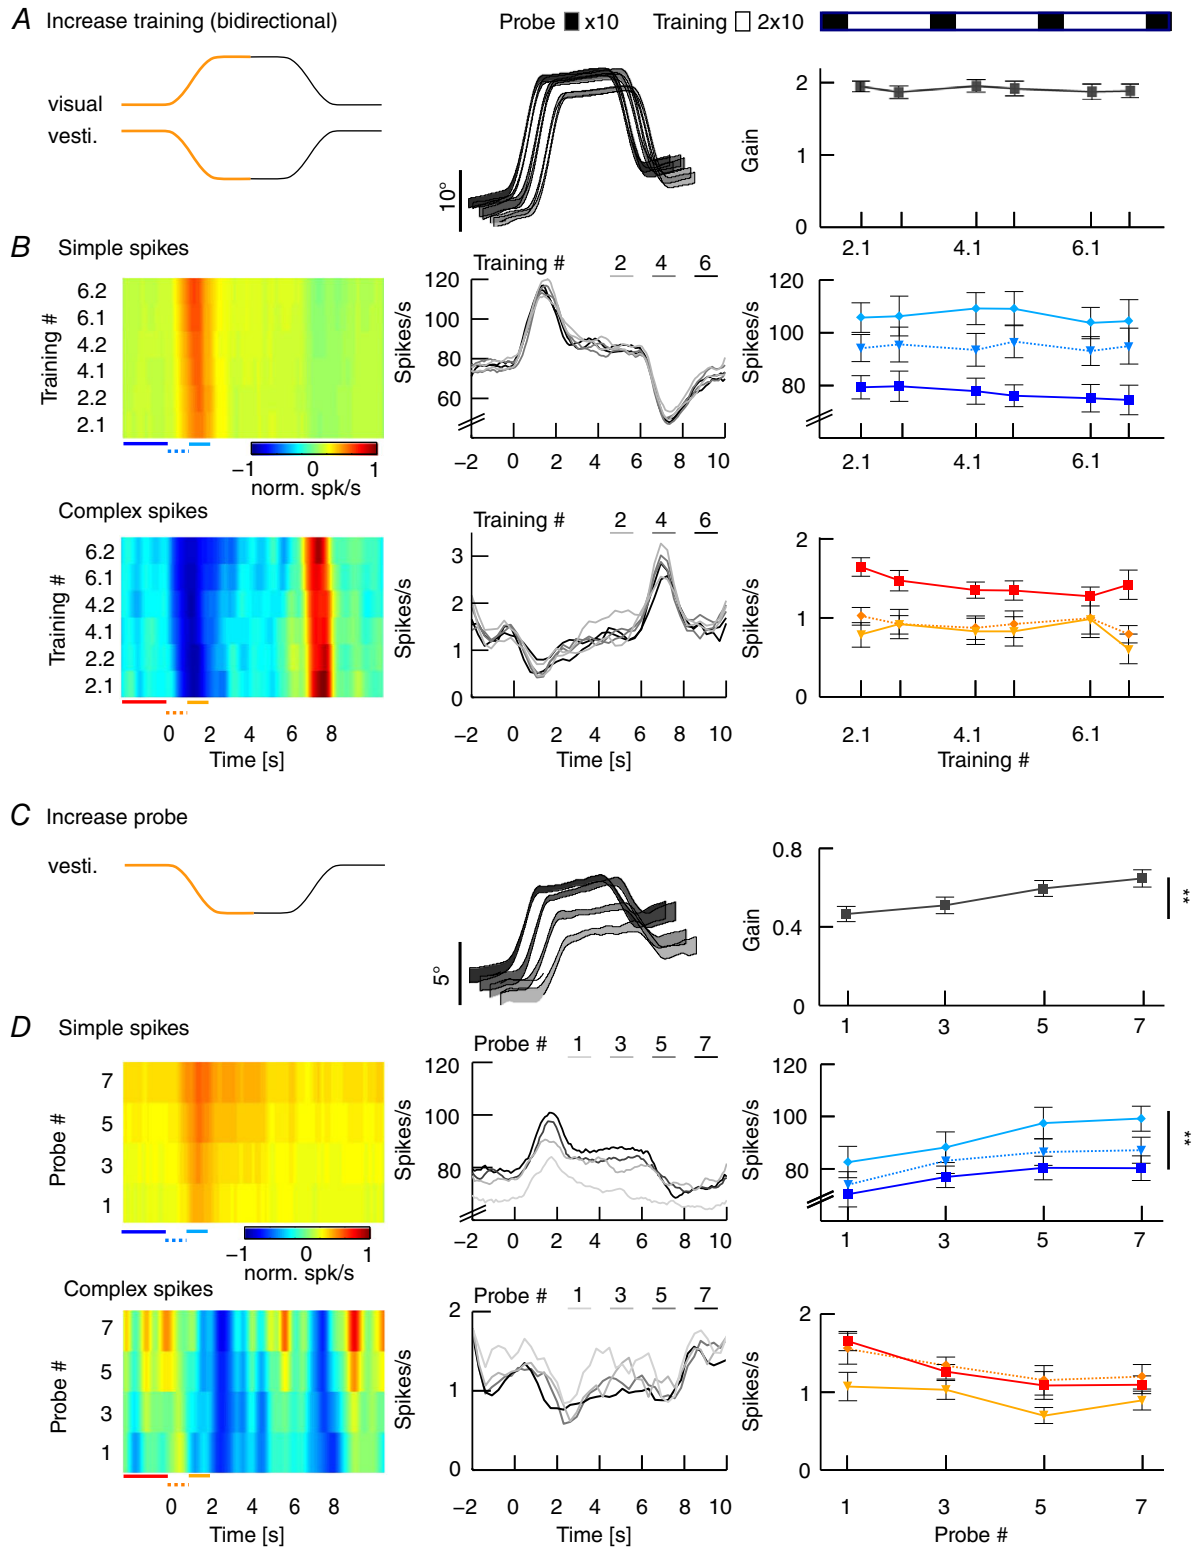 A Increase training (bidirectional)
Probe x10 Training 2x10
visual
vesti.
10°
Gain
2
1
0
2.1 4.1 6.1
B Simple spikes
Training #
6.2
6.1
4.2
4.1
2.2
2.1
−1 0 1
norm. spk/s
Training # 2 4 6
Spikes/s
120
100
80
60
−2 0 2 4 6 8 10
Spikes/s
120
100
80
2.1 4.1 6.1
Complex spikes
Training #
6.2
6.1
4.2
4.1
2.2
2.1
0 2 4 6 8
Time [s]
Training # 2 4 6
Spikes/s
3
2
1
0
−2 0 2 4 6 8 10
Time [s]
Spikes/s
2
1
0
2.1 4.1 6.1
Training #
C Increase probe
vesti.
5°
Gain
0.8
0.4
0
1 3 5 7
**
D Simple spikes
Probe #
7
5
3
1
−1 0 1
norm. spk/s
Probe # 1 3 5 7
Spikes/s
120
100
80
−2 0 2 4 6 8 10
Spikes/s
120
100
80
1 3 5 7
**
Complex spikes
Probe #
7
5
3
1
0 2 4 6 8
Time [s]
Probe # 1 3 5 7
Spikes/s
2
1
0
−2 0 2 4 6 8 10
Time [s]
Spikes/s
2
1
0
1 3 5 7
Probe #